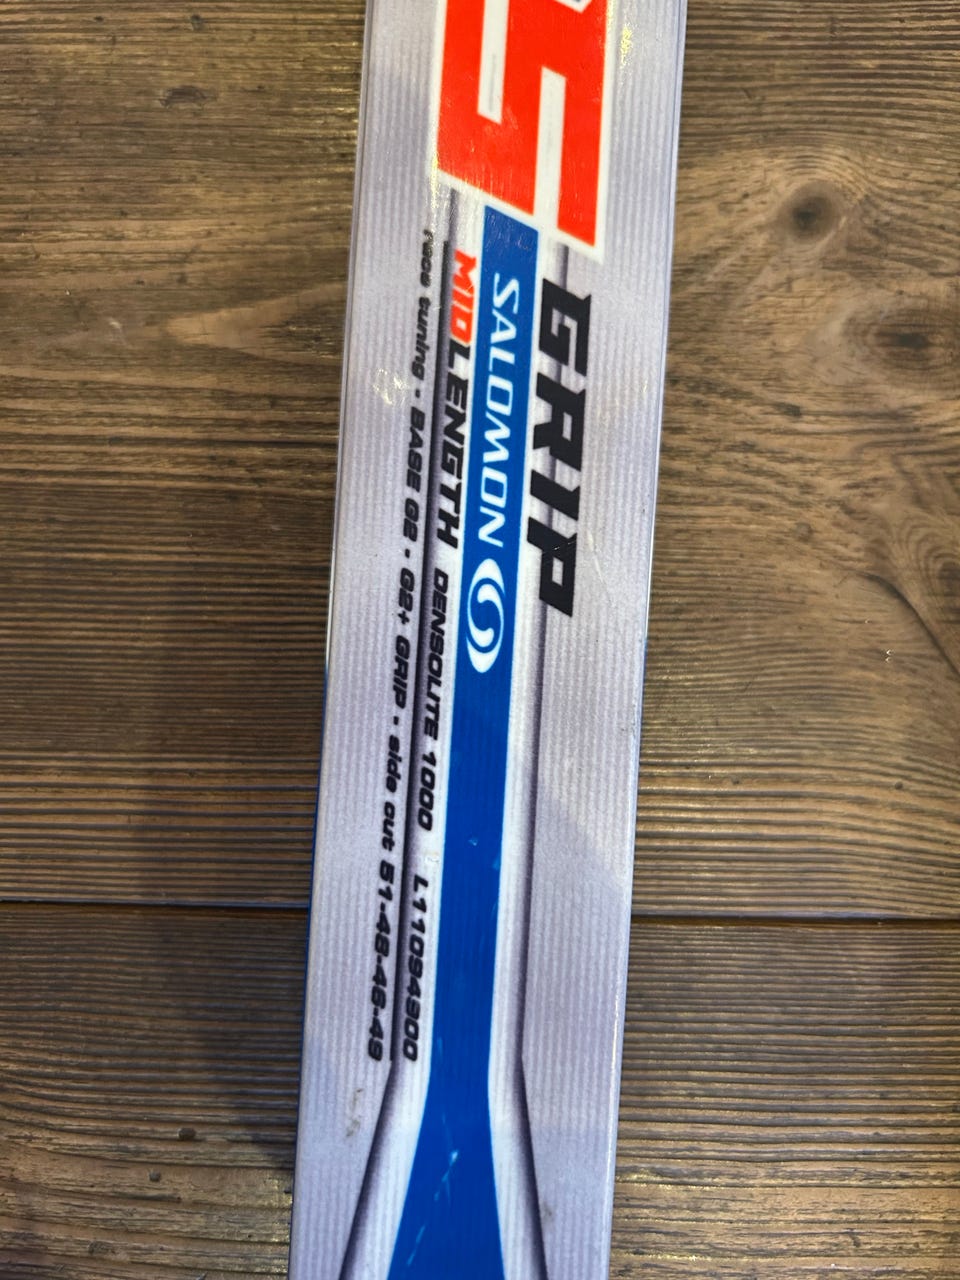 S
GRIP
SALOMON
MIDLENGTH DENSOLITE 1000 L11094900
race tuning • BASE G2 • G2+ GRIP • side cut 51-48-46-49